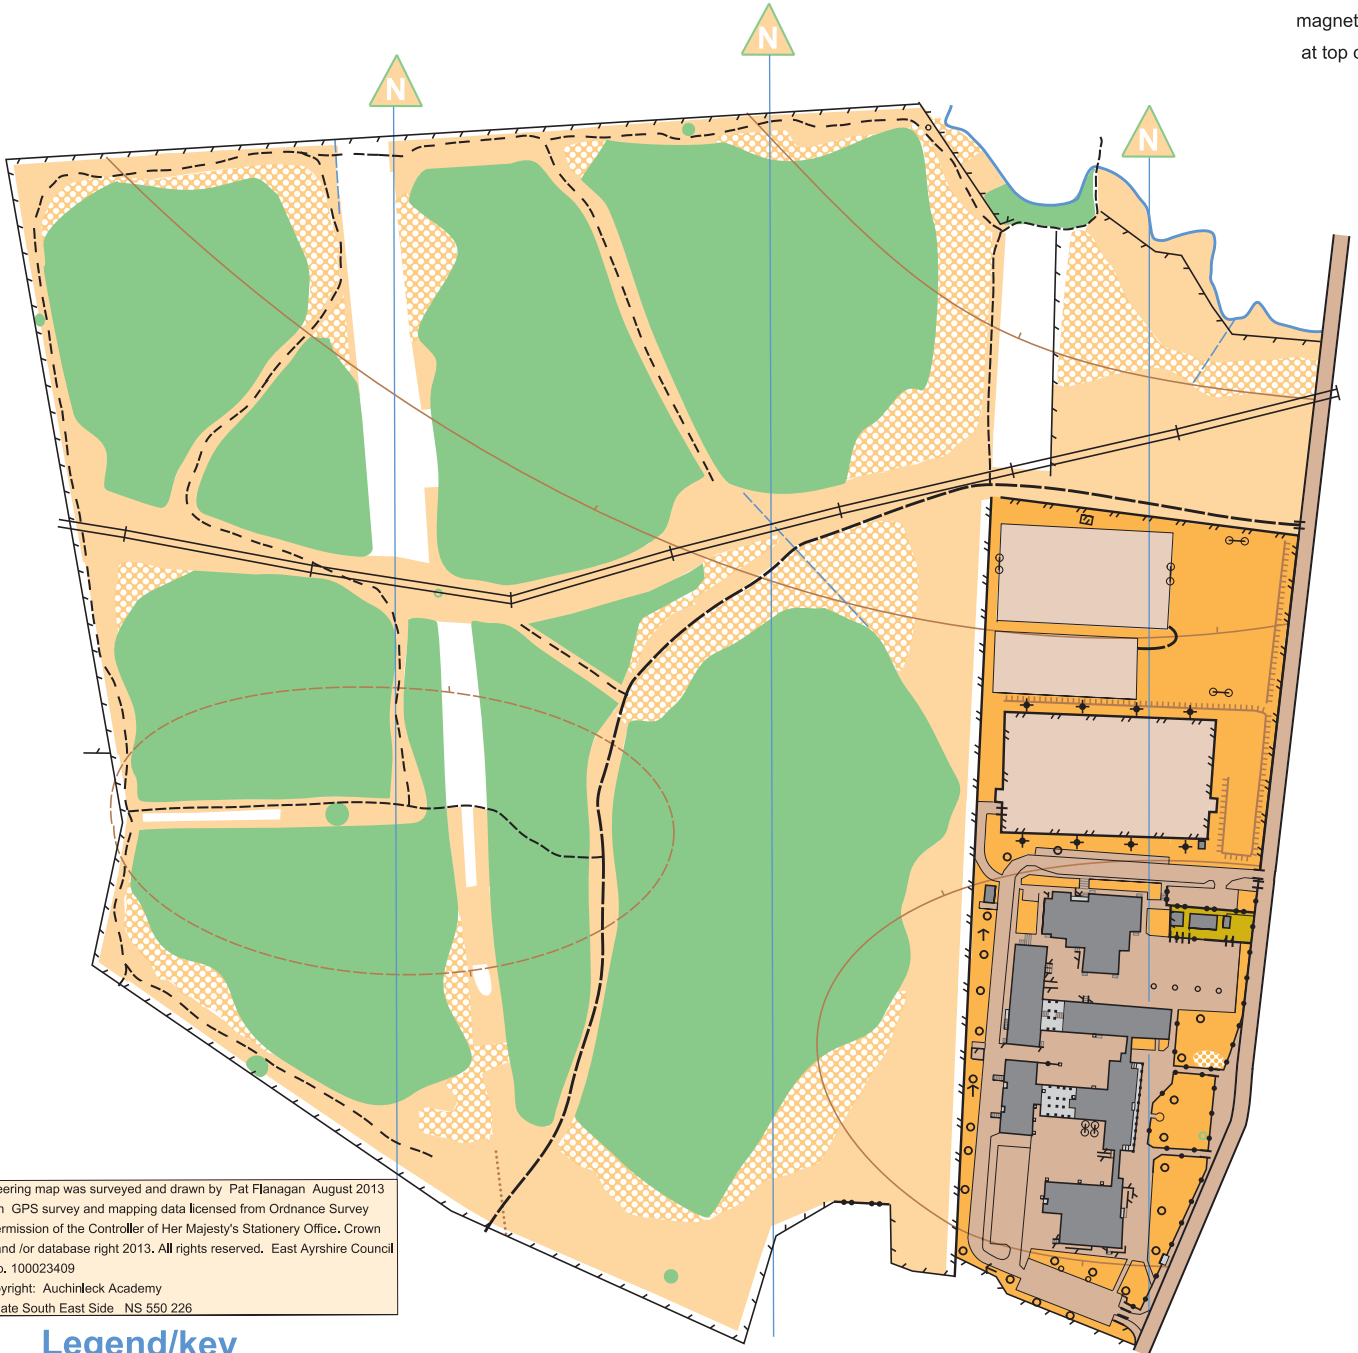 magnet
at top o
N
N
N
eering map was surveyed and drawn by Pat Flanagan August 2013
n GPS survey and mapping data licensed from Ordnance Survey
ermission of the Controller of Her Majesty's Stationery Office. Crown
and /or database right 2013. All rights reserved. East Ayrshire Council
o. 100023409
yright: Auchinleck Academy
ate South East Side NS 550 226
Legend/key